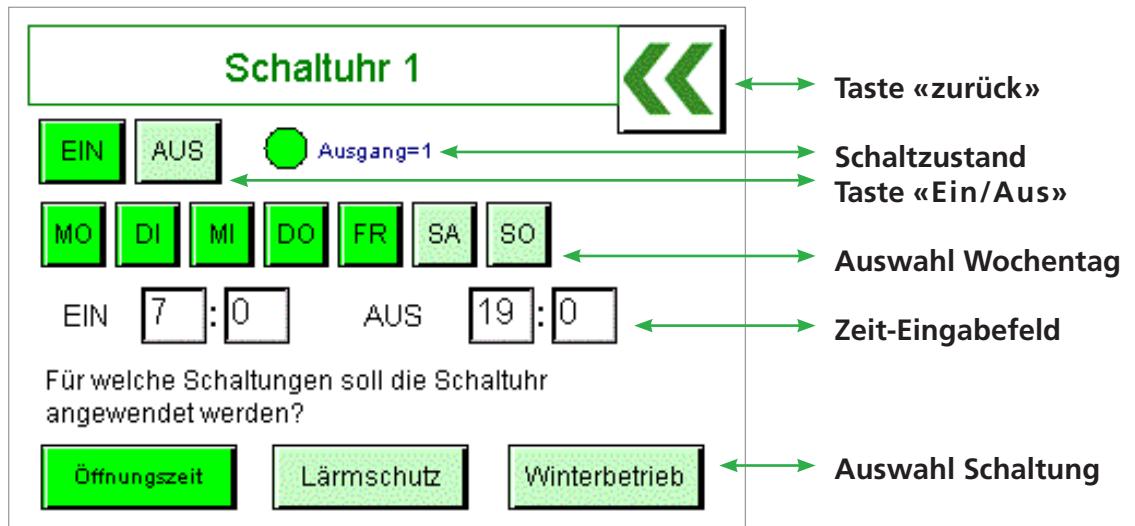 Schaltuhr 1
Taste «zurück»
EIN AUS Ausgang=1
Schaltzustand
Taste «Ein/Aus»
MO DI MI DO FR SA SO
Auswahl Wochentag
EIN 7 : 0 AUS 19 : 0
Zeit-Eingabefeld
Für welche Schaltungen soll die Schaltuhr
angewendet werden?
Öffnungszeit Lärmschutz Winterbetrieb
Auswahl Schaltung